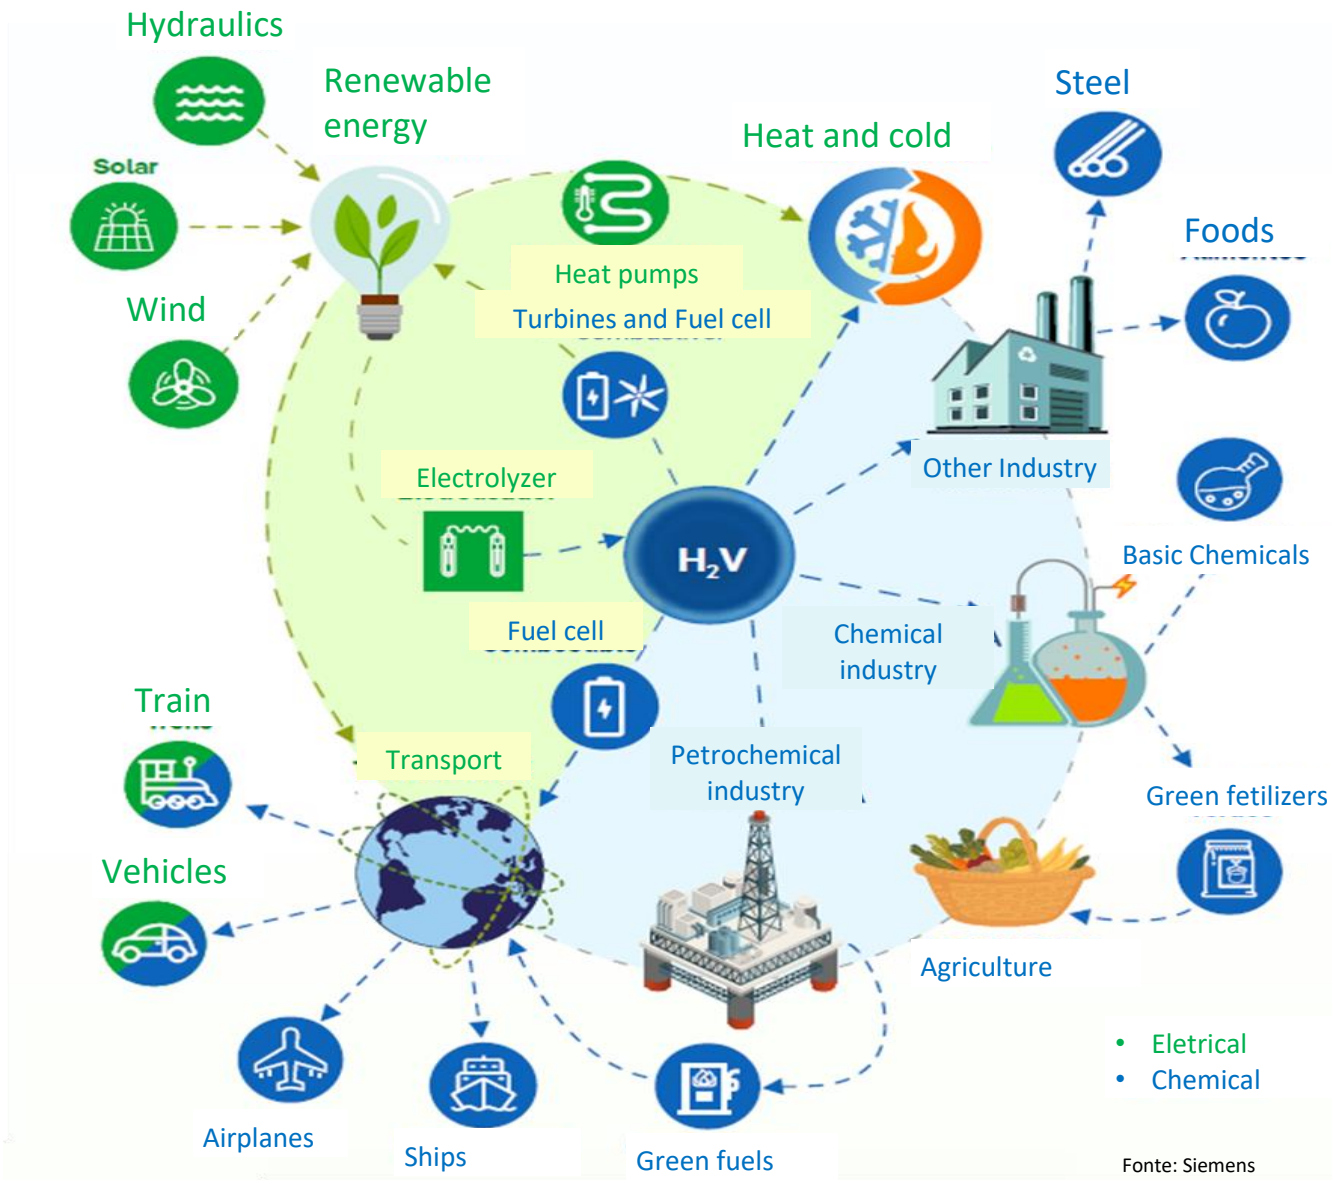 Hydraulics
Renewable
energy
Steel
Heat and cold
Solar
Foods
Heat pumps
Wind
Turbines and Fuel cell
Other Industry
Electrolyzer
H₂V
Basic Chemicals
Fuel cell
Chemical
industry
Train
Transport
Petrochemical
industry
Green fetilizers
Vehicles
Agriculture
• Eletrical
• Chemical
Airplanes
Ships
Green fuels
Fonte: Siemens